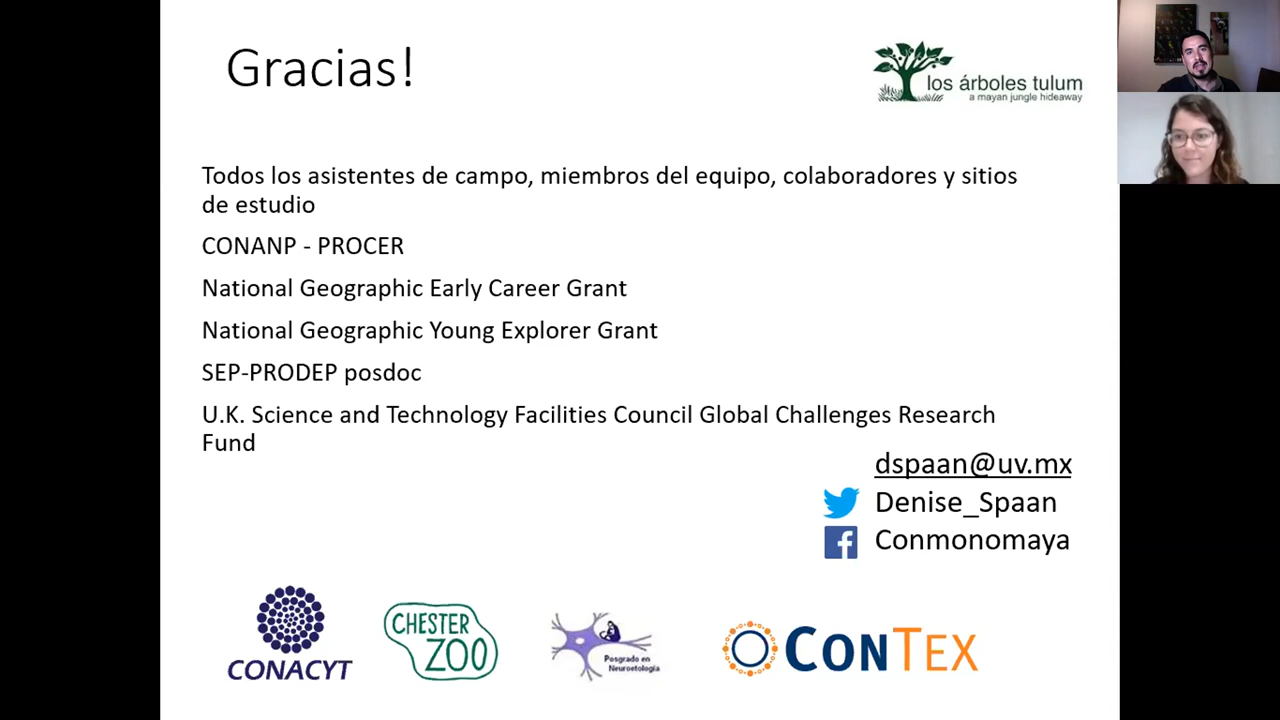 Gracias!
los árboles tulum
a mayan jungle hideaway
Todos los asistentes de campo, miembros del equipo, colaboradores y sitios
de estudio
CONANP - PROCER
National Geographic Early Career Grant
National Geographic Young Explorer Grant
SEP-PRODEP posdoc
U.K. Science and Technology Facilities Council Global Challenges Research
Fund
dspaan@uv.mx
Denise_Spaan
Conmonomaya
CONACYT
CHESTER
ZOO
Posgrado en
Neuroetología
CONTEX